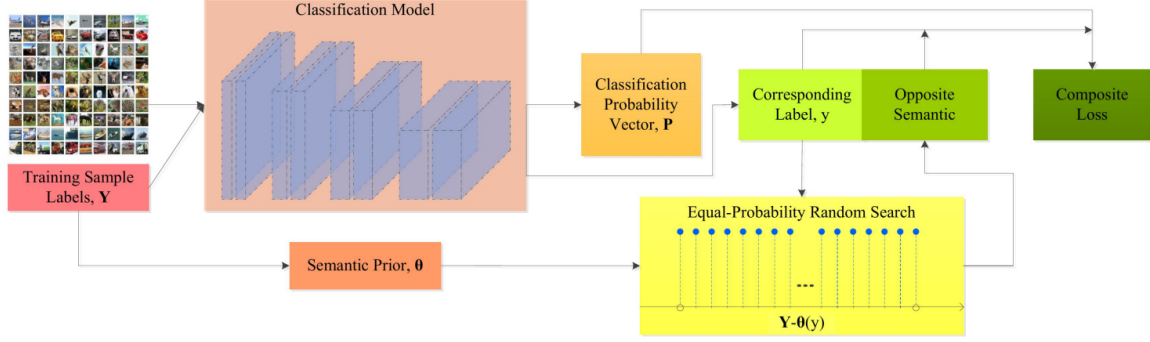 Classification Model
Training Sample
Labels, Y
Classification
Probability
Vector, P
Corresponding
Label, y
Opposite
Semantic
Composite
Loss
Semantic Prior, θ
Equal-Probability Random Search
...
Y-θ(y)